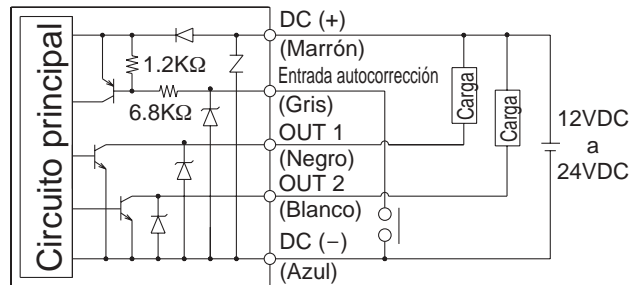 Circuito principal
1.2KΩ
6.8KΩ
DC (+)
(Marrón)
Entrada autocorrección
(Gris)
OUT 1
(Negro)
OUT 2
(Blanco)
DC (−)
(Azul)
Carga
Carga
12VDC
a
24VDC